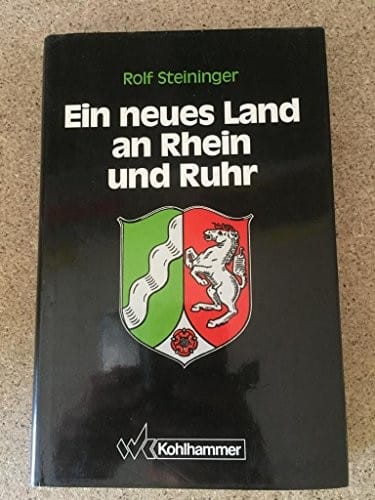 Rolf Steininger
Ein neues Land
an Rhein
und Ruhr
Kohlhammer